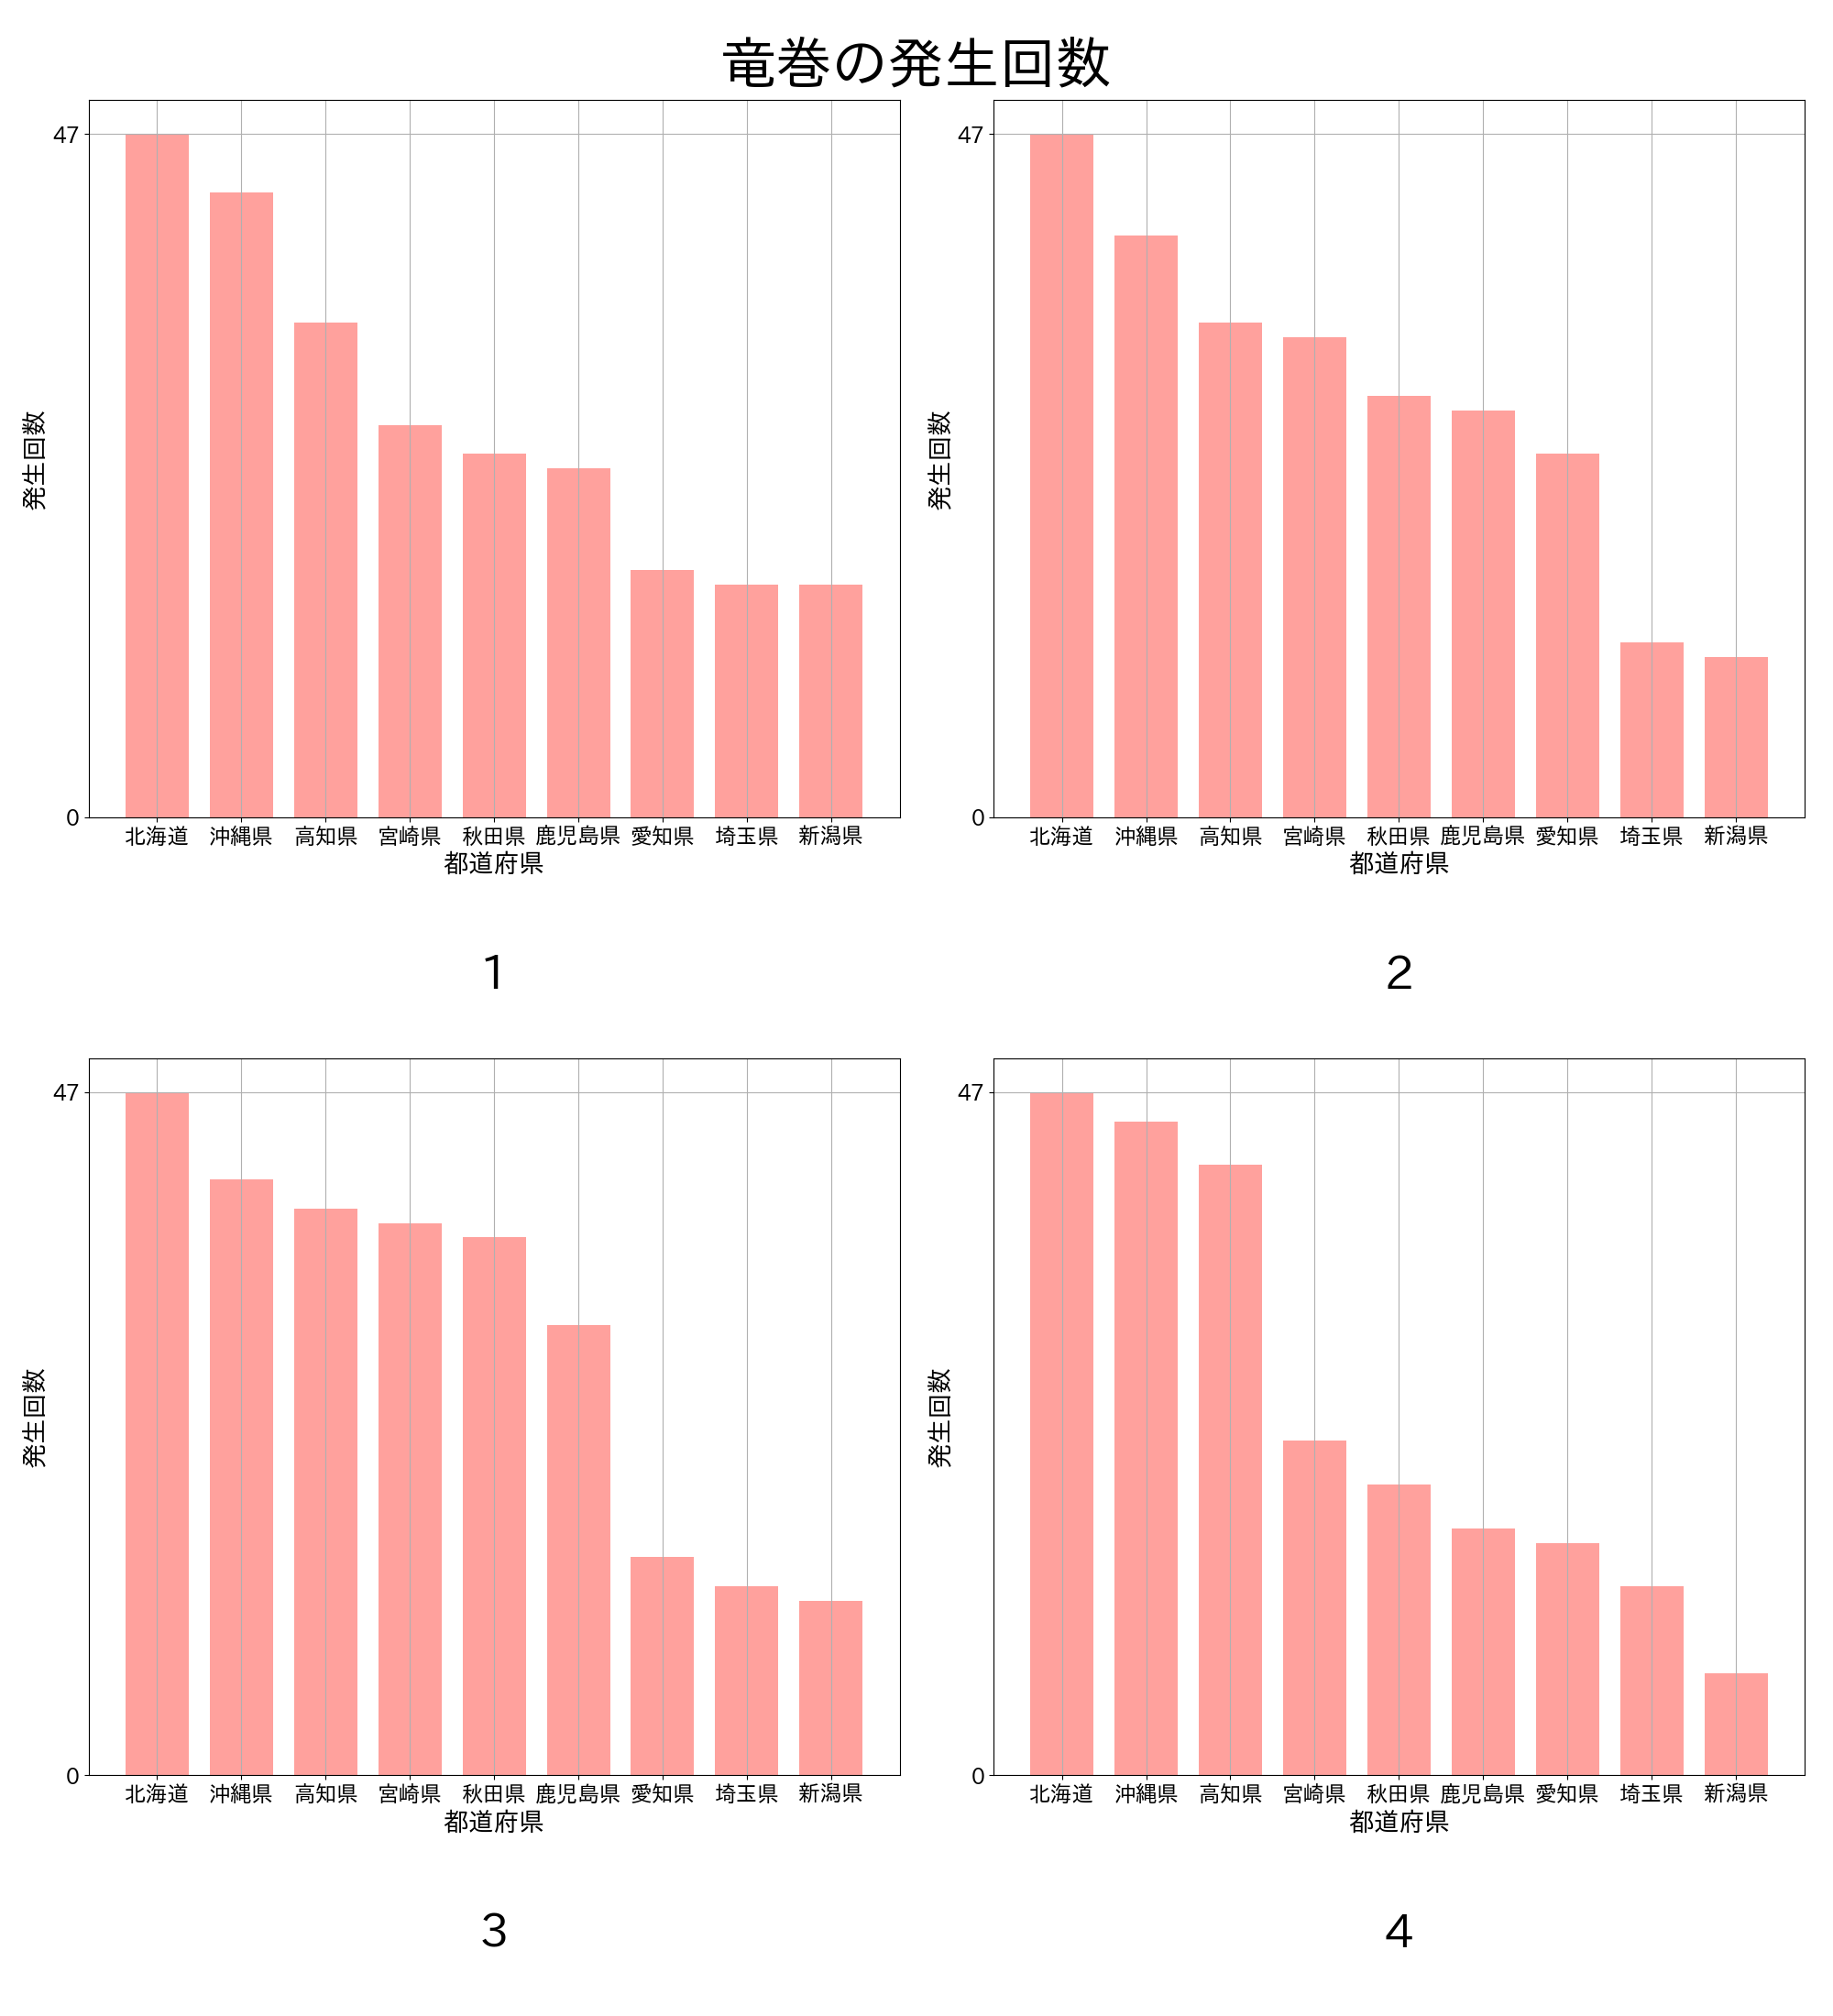 竜巻の発生回数
47
0
発生回数
北海道 沖縄県 高知県 宮崎県 秋田県 鹿児島県 愛知県 埼玉県 新潟県
都道府県
1
47
0
発生回数
北海道 沖縄県 高知県 宮崎県 秋田県 鹿児島県 愛知県 埼玉県 新潟県
都道府県
2
47
0
発生回数
北海道 沖縄県 高知県 宮崎県 秋田県 鹿児島県 愛知県 埼玉県 新潟県
都道府県
3
47
0
発生回数
北海道 沖縄県 高知県 宮崎県 秋田県 鹿児島県 愛知県 埼玉県 新潟県
都道府県
4